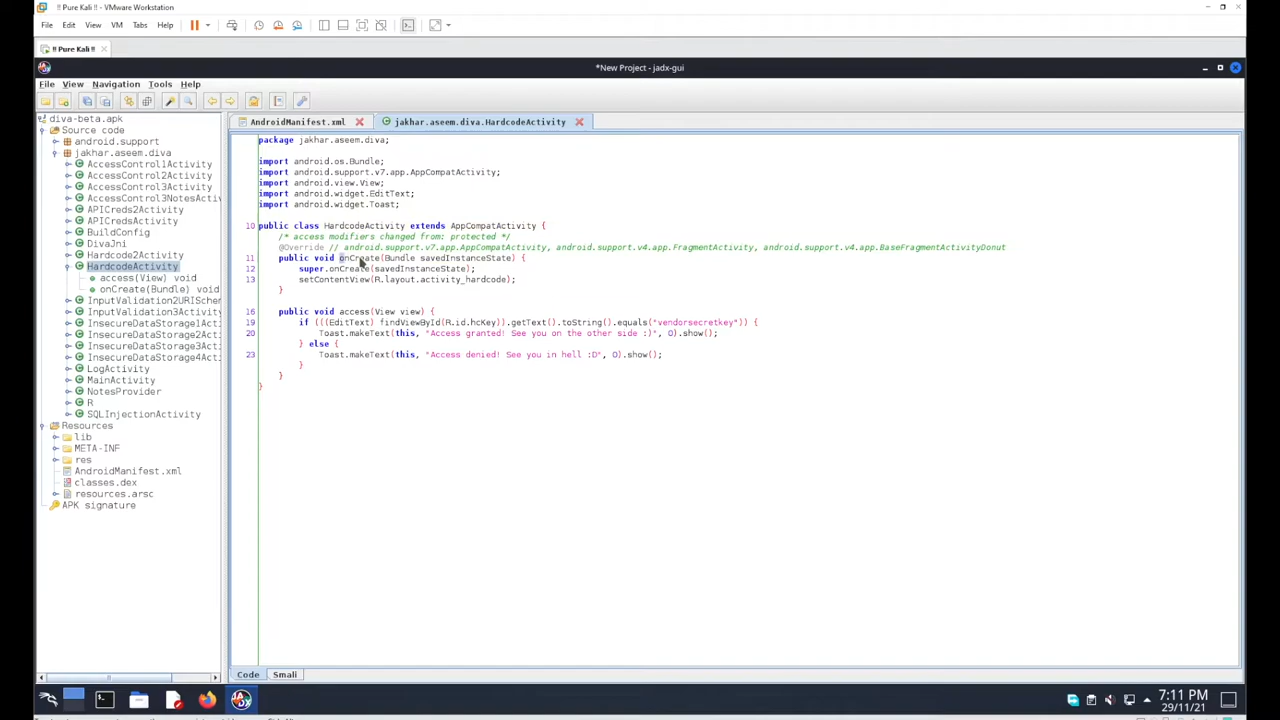 !! Pure Kali !! - VMware Workstation
File Edit View VM Tabs Help
!! Pure Kali !!
*New Project - jadx-gui
File View Navigation Tools Help
diva-beta.apk
Source code
android.support
jakhar.aseem.diva
AccessControl1Activity
AccessControl2Activity
AccessControl3Activity
AccessControl3NotesActiv
APICreds2Activity
APICredsActivity
BuildConfig
DivaJni
Hardcode2Activity
HardcodeActivity
access(View) void
onCreate(Bundle) void
InputValidation2URISchem
InputValidation3Activity
InsecureDataStorage1Acti
InsecureDataStorage2Acti
InsecureDataStorage3Acti
InsecureDataStorage4Acti
LogActivity
MainActivity
NotesProvider
R
SQLInjectionActivity
Resources
lib
META-INF
res
AndroidManifest.xml
classes.dex
resources.arsc
APK signature
AndroidManifest.xml jakhar.aseem.diva.HardcodeActivity
package jakhar.aseem.diva;
import android.os.Bundle;
import android.support.v7.app.AppCompatActivity;
import android.view.View;
import android.widget.EditText;
import android.widget.Toast;
10 public class HardcodeActivity extends AppCompatActivity {
/* access modifiers changed from: protected */
@Override // android.support.v7.app.AppCompatActivity, android.support.v4.app.FragmentActivity, android.support.v4.app.BaseFragmentActivityDonut
11 public void onCreate(Bundle savedInstanceState) {
12 super.onCreate(savedInstanceState);
13 setContentView(R.layout.activity_hardcode);
}
16 public void access(View view) {
19 if (((EditText) findViewById(R.id.hcKey)).getText().toString().equals("vendorsecretkey")) {
20 Toast.makeText(this, "Access granted! See you on the other side :)", 0).show();
} else {
23 Toast.makeText(this, "Access denied! See you in hell :D", 0).show();
}
}
}
Code Smali
7:11 PM
29/11/21